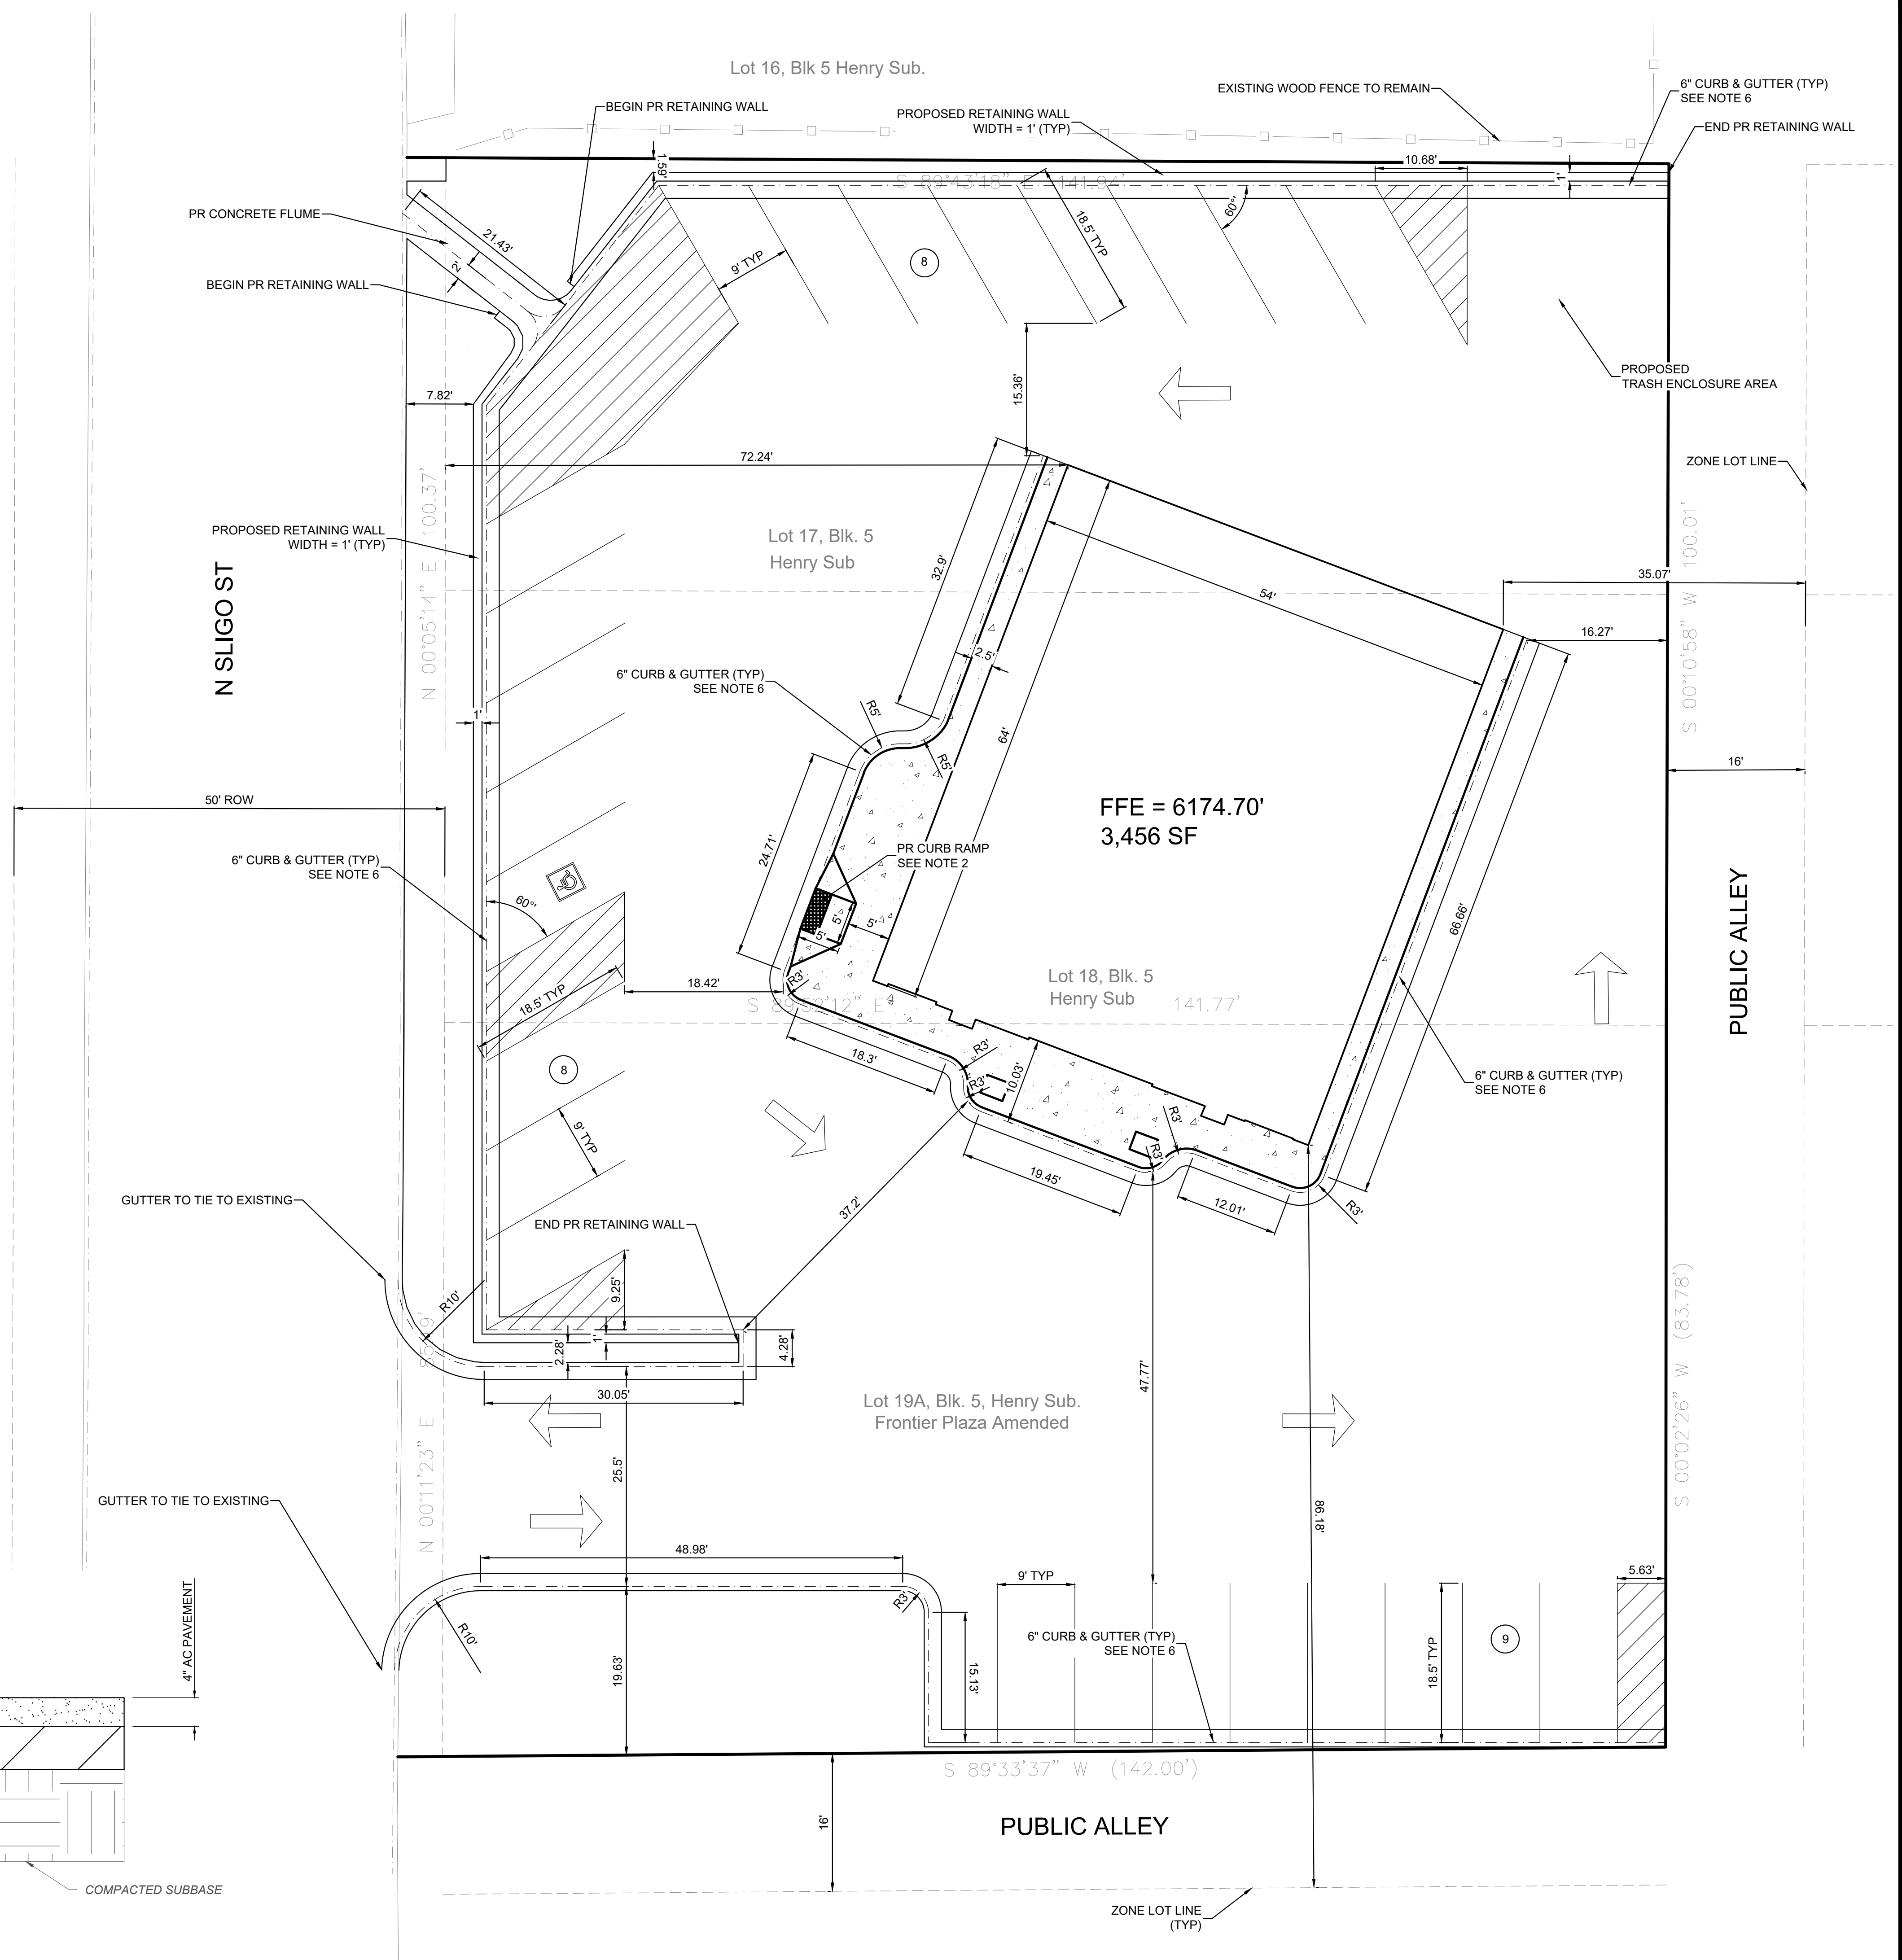 Lot 16, Blk 5 Henry Sub.
EXISTING WOOD FENCE TO REMAIN
6" CURB & GUTTER (TYP)
SEE NOTE 6
BEGIN PR RETAINING WALL
PROPOSED RETAINING WALL
WIDTH = 1' (TYP)
END PR RETAINING WALL
1.59'
10.68'
1'
S 89°43'18" E 141.94'
PR CONCRETE FLUME
21.43'
2'
18.5' TYP
60°
9' TYP
8
BEGIN PR RETAINING WALL
PROPOSED
TRASH ENCLOSURE AREA
7.82'
15.36'
72.24'
ZONE LOT LINE
N 00°05'14" E 100.37'
S 00°10'58" W 100.01'
PROPOSED RETAINING WALL
WIDTH = 1' (TYP)
Lot 17, Blk. 5
Henry Sub
32.9'
54'
35.07'
16.27'
N SLIGO ST
2.5'
6" CURB & GUTTER (TYP)
SEE NOTE 6
1'
R5'
R5'
64'
16'
50' ROW
FFE = 6174.70'
3,456 SF
24.71'
PR CURB RAMP
SEE NOTE 2
6" CURB & GUTTER (TYP)
SEE NOTE 6
60°
5'
5'
5'
66.66'
PUBLIC ALLEY
Lot 18, Blk. 5
Henry Sub
18.5' TYP
18.42'
R3'
S 89°52'12" E 141.77'
18.3'
R3'
R3'
10.03'
8
6" CURB & GUTTER (TYP)
SEE NOTE 6
9' TYP
R3'
R3'
19.45'
12.01'
R3'
GUTTER TO TIE TO EXISTING
END PR RETAINING WALL
37.2'
9.25'
R10'
2.28'
1'
4.28'
30.05'
47.77'
S 00°02'26" W (83.78')
Lot 19A, Blk. 5, Henry Sub.
Frontier Plaza Amended
N 00°11'23" E
25.5'
GUTTER TO TIE TO EXISTING
86.18'
48.98'
9' TYP
5.63'
R3'
R10'
4" AC PAVEMENT
19.63'
6" CURB & GUTTER (TYP)
SEE NOTE 6
15.13'
18.5' TYP
9
S 89°33'37" W (142.00')
16'
PUBLIC ALLEY
COMPACTED SUBBASE
ZONE LOT LINE
(TYP)